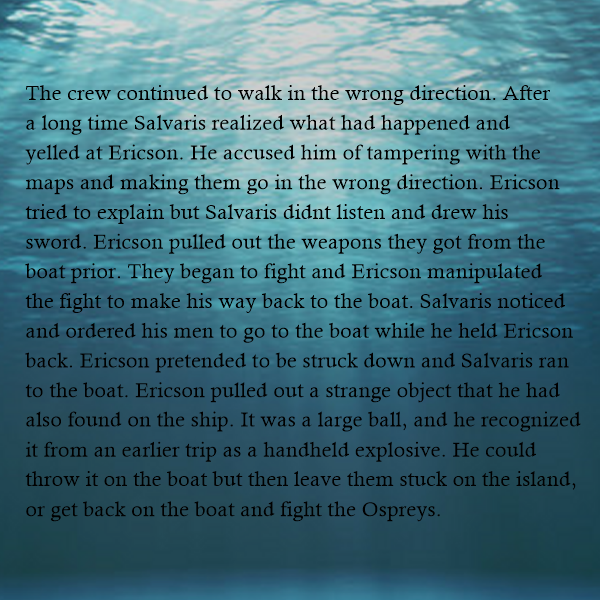 The crew continued to walk in the wrong direction. After
a long time Salvaris realized what had happened and
yelled at Ericson. He accused him of tampering with the
maps and making them go in the wrong direction. Ericson
tried to explain but Salvaris didnt listen and drew his
sword. Ericson pulled out the weapons they got from the
boat prior. They began to fight and Ericson manipulated
the fight to make his way back to the boat. Salvaris noticed
and ordered his men to go to the boat while he held Ericson
back. Ericson pretended to be struck down and Salvaris ran
to the boat. Ericson pulled out a strange object that he had
also found on the ship. It was a large ball, and he recognized
it from an earlier trip as a handheld explosive. He could
throw it on the boat but then leave them stuck on the island,
or get back on the boat and fight the Ospreys.